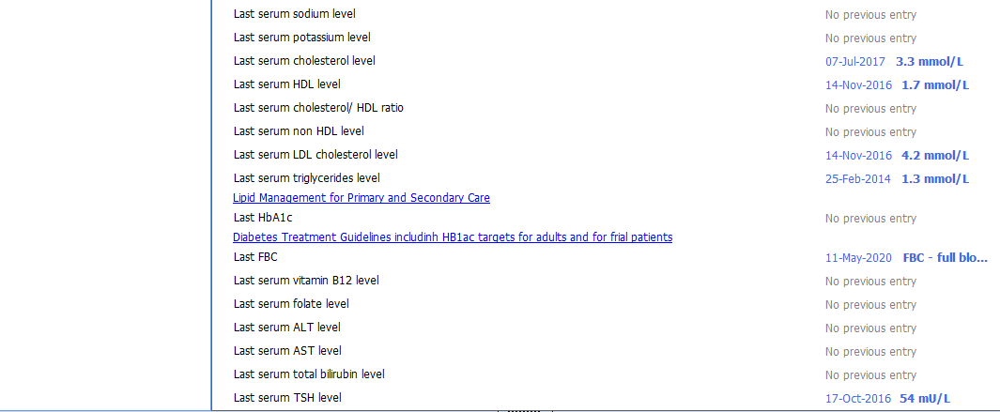 Last serum sodium level No previous entry
Last serum potassium level No previous entry
Last serum cholesterol level 07-Jul-2017 3.3 mmol/L
Last serum HDL level 14-Nov-2016 1.7 mmol/L
Last serum cholesterol/ HDL ratio No previous entry
Last serum non HDL level No previous entry
Last serum LDL cholesterol level 14-Nov-2016 4.2 mmol/L
Last serum triglycerides level 25-Feb-2014 1.3 mmol/L
Lipid Management for Primary and Secondary Care
Last HbA1c No previous entry
Diabetes Treatment Guidelines includinh HB1ac targets for adults and for frial patients
Last FBC 11-May-2020 FBC - full blo...
Last serum vitamin B12 level No previous entry
Last serum folate level No previous entry
Last serum ALT level No previous entry
Last serum AST level No previous entry
Last serum total bilirubin level No previous entry
Last serum TSH level 17-Oct-2016 54 mU/L